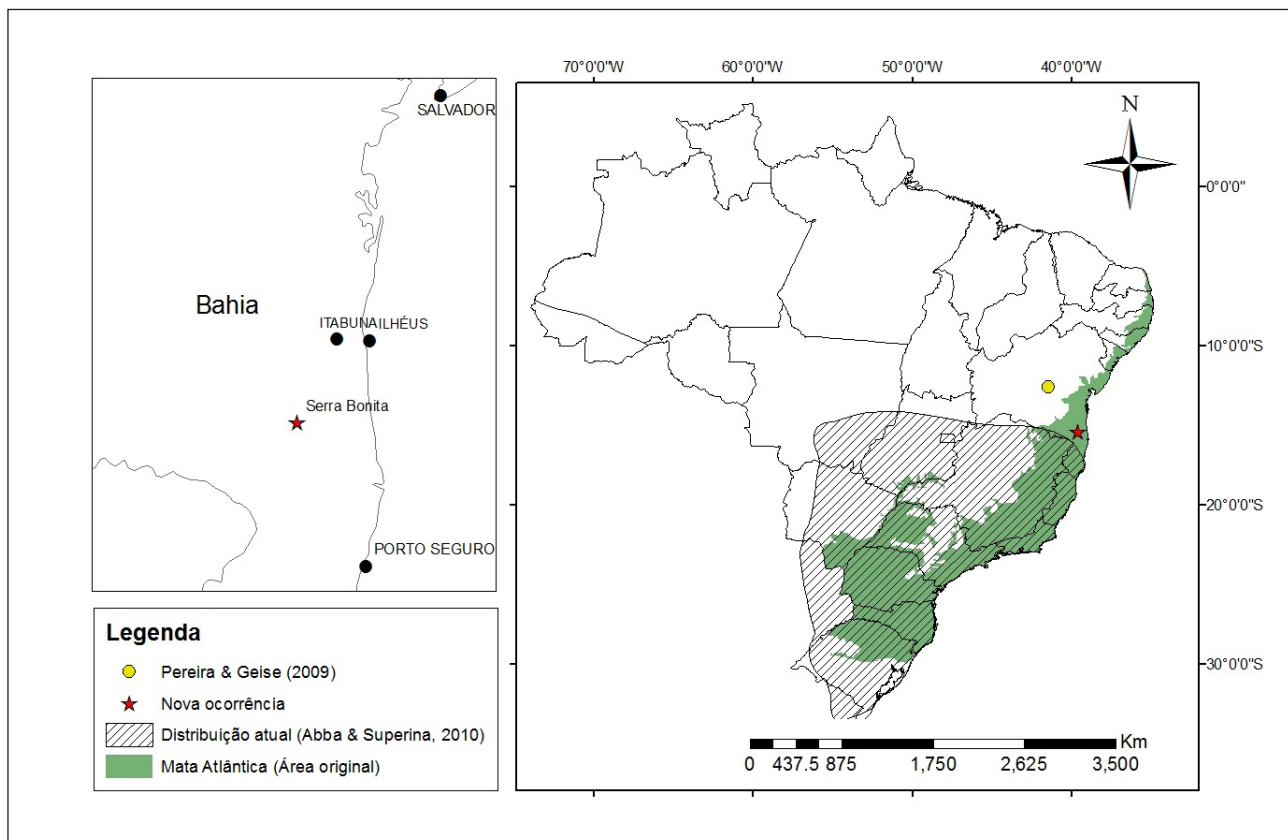 SALVADOR
Bahia
ITABUNA
ILHÉUS
Serra Bonita
PORTO SEGURO
Legenda
Pereira & Geise (2009)
Nova ocorrência
Distribuição atual (Abba & Superina, 2010)
Mata Atlântica (Área original)
70°0'0"W 60°0'0"W 50°0'0"W 40°0'0"W
N
0°0'0"
10°0'0"S
20°0'0"S
30°0'0"S
Km
0 437.5 875 1,750 2,625 3,500